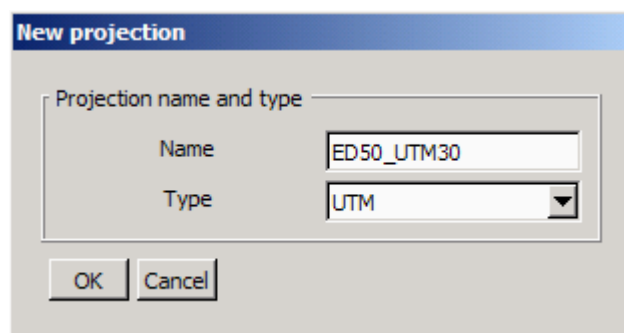 New projection
Projection name and type
Name ED50_UTM30
Type UTM
OK Cancel